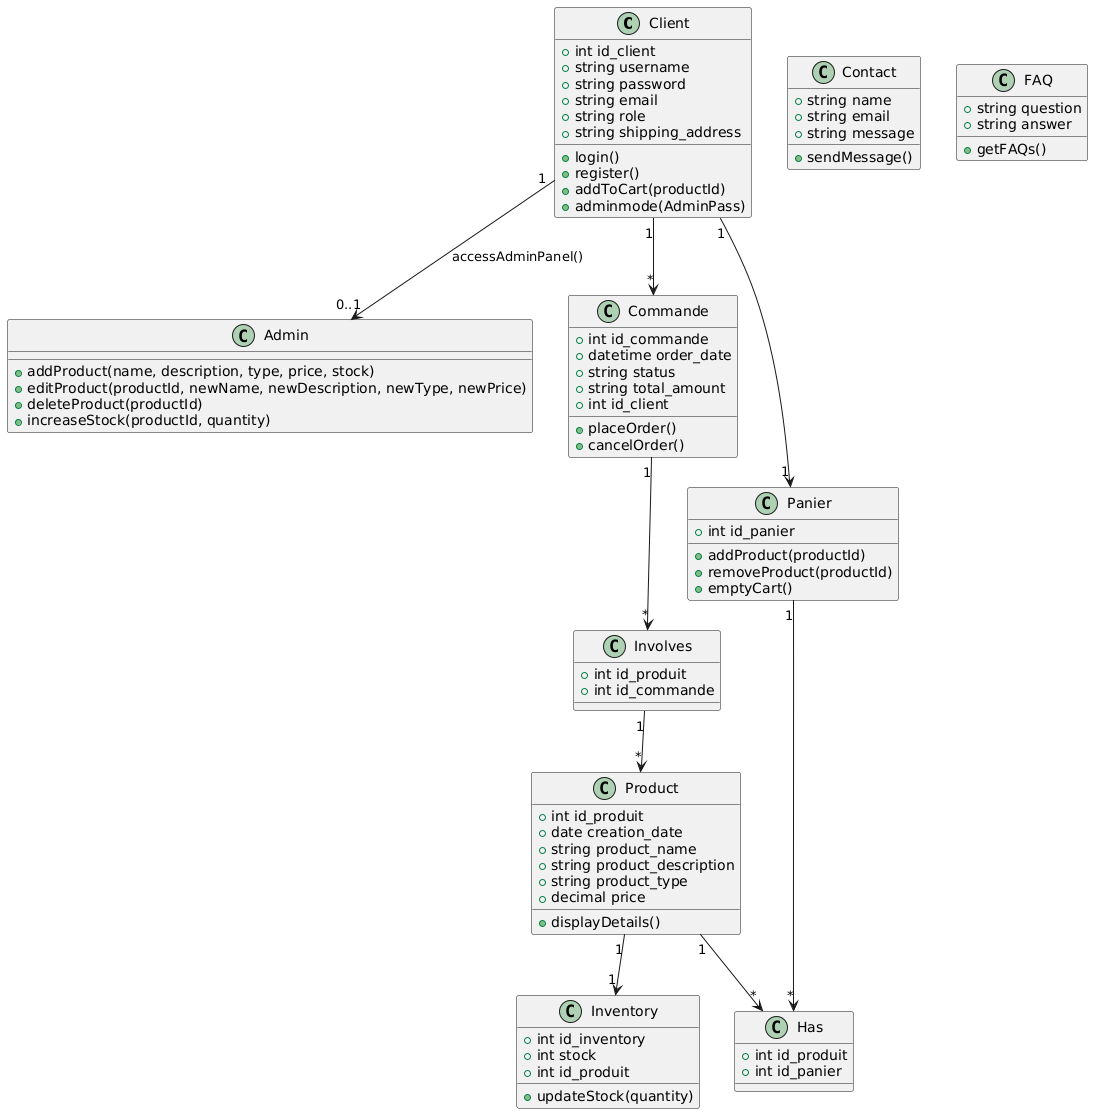 C Client
int id_client
string username
string password
string email
string role
string shipping_address
login()
register()
addToCart(productId)
adminmode(AdminPass)
C Contact
string name
string email
string message
sendMessage()
C FAQ
string question
string answer
getFAQs()
1
1
1
accessAdminPanel()
0..1
*
1
C Admin
addProduct(name, description, type, price, stock)
editProduct(productId, newName, newDescription, newType, newPrice)
deleteProduct(productId)
increaseStock(productId, quantity)
C Commande
int id_commande
datetime order_date
string status
string total_amount
int id_client
placeOrder()
cancelOrder()
1
*
C Panier
int id_panier
addProduct(productId)
removeProduct(productId)
emptyCart()
1
*
C Involves
int id_produit
int id_commande
1
*
C Product
int id_produit
date creation_date
string product_name
string product_description
string product_type
decimal price
displayDetails()
1
1
1
*
C Inventory
int id_inventory
int stock
int id_produit
updateStock(quantity)
C Has
int id_produit
int id_panier